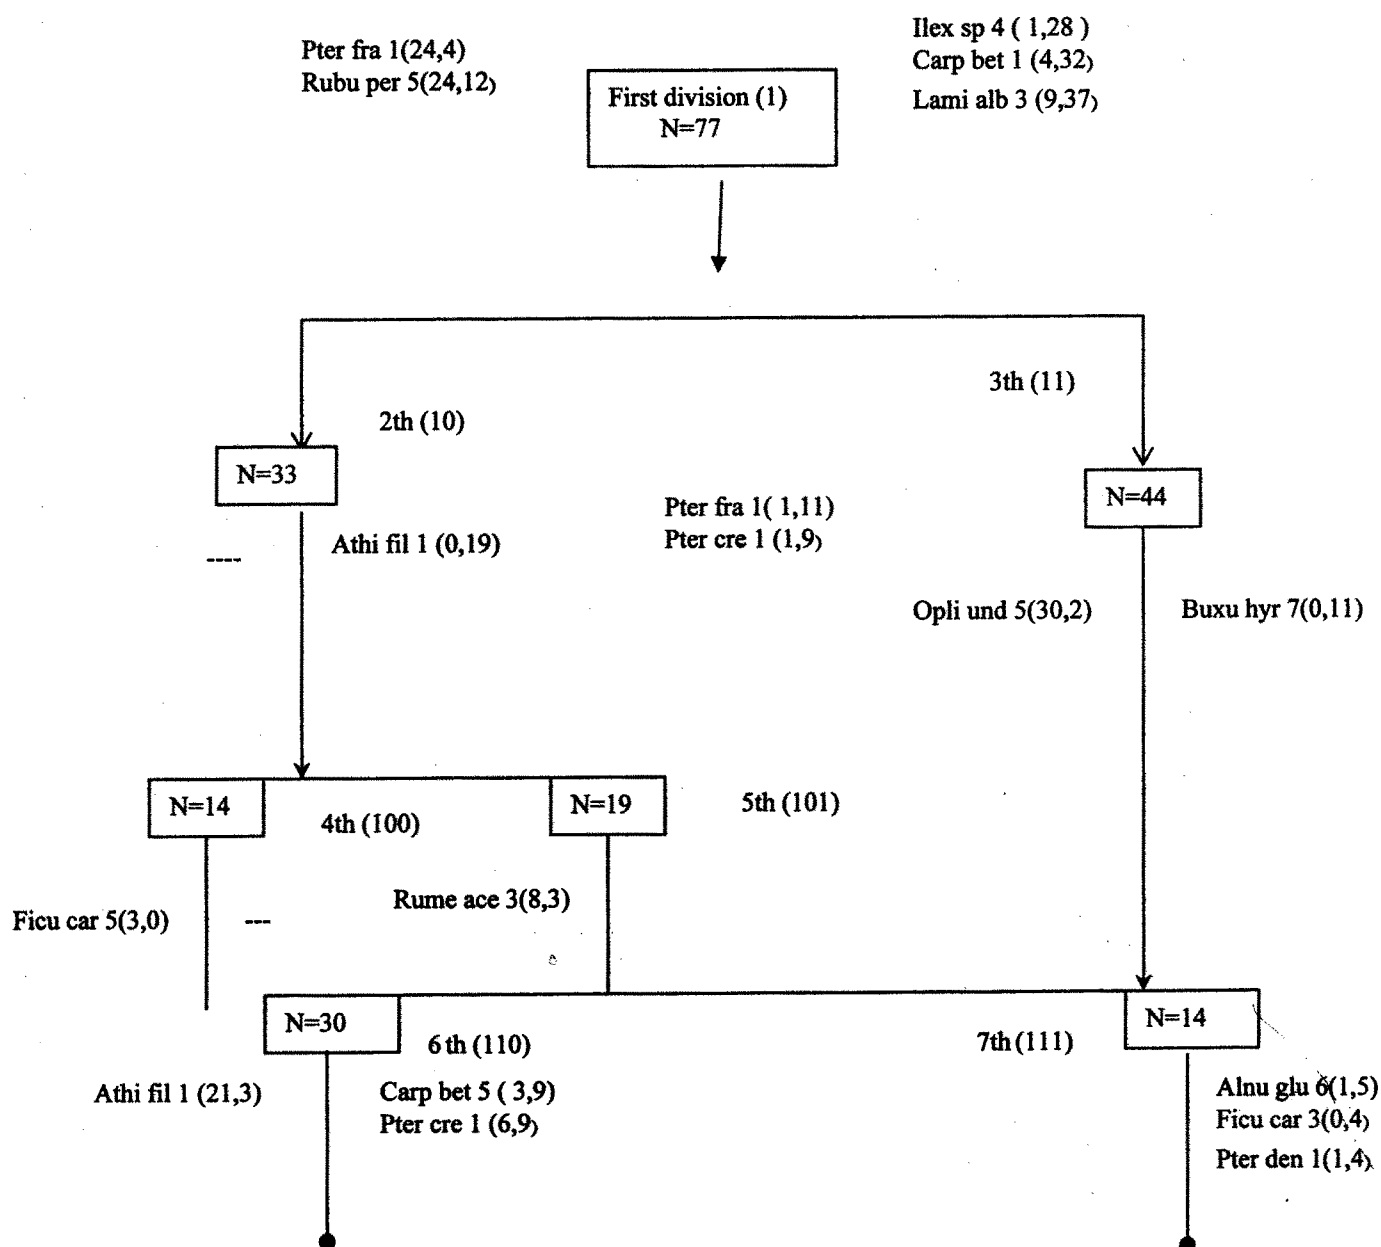 Pter fra 1(24,4)
Rubu per 5(24,12)
Ilex sp 4 ( 1,28 )
Carp bet 1 (4,32)
Lami alb 3 (9,37)
First division (1)
N=77
3th (11)
2th (10)
N=33
N=44
Pter fra 1( 1,11)
Pter cre 1 (1,9)
----
Athi fil 1 (0,19)
Opli und 5(30,2)
Buxu hyr 7(0,11)
N=14
4th (100)
N=19
5th (101)
Ficu car 5(3,0)
---
Rume ace 3(8,3)
N=30
6th (110)
7th (111)
N=14
Athi fil 1 (21,3)
Carp bet 5 ( 3,9)
Pter cre 1 (6,9)
Alnu glu 6(1,5)
Ficu car 3(0,4)
Pter den 1(1,4)